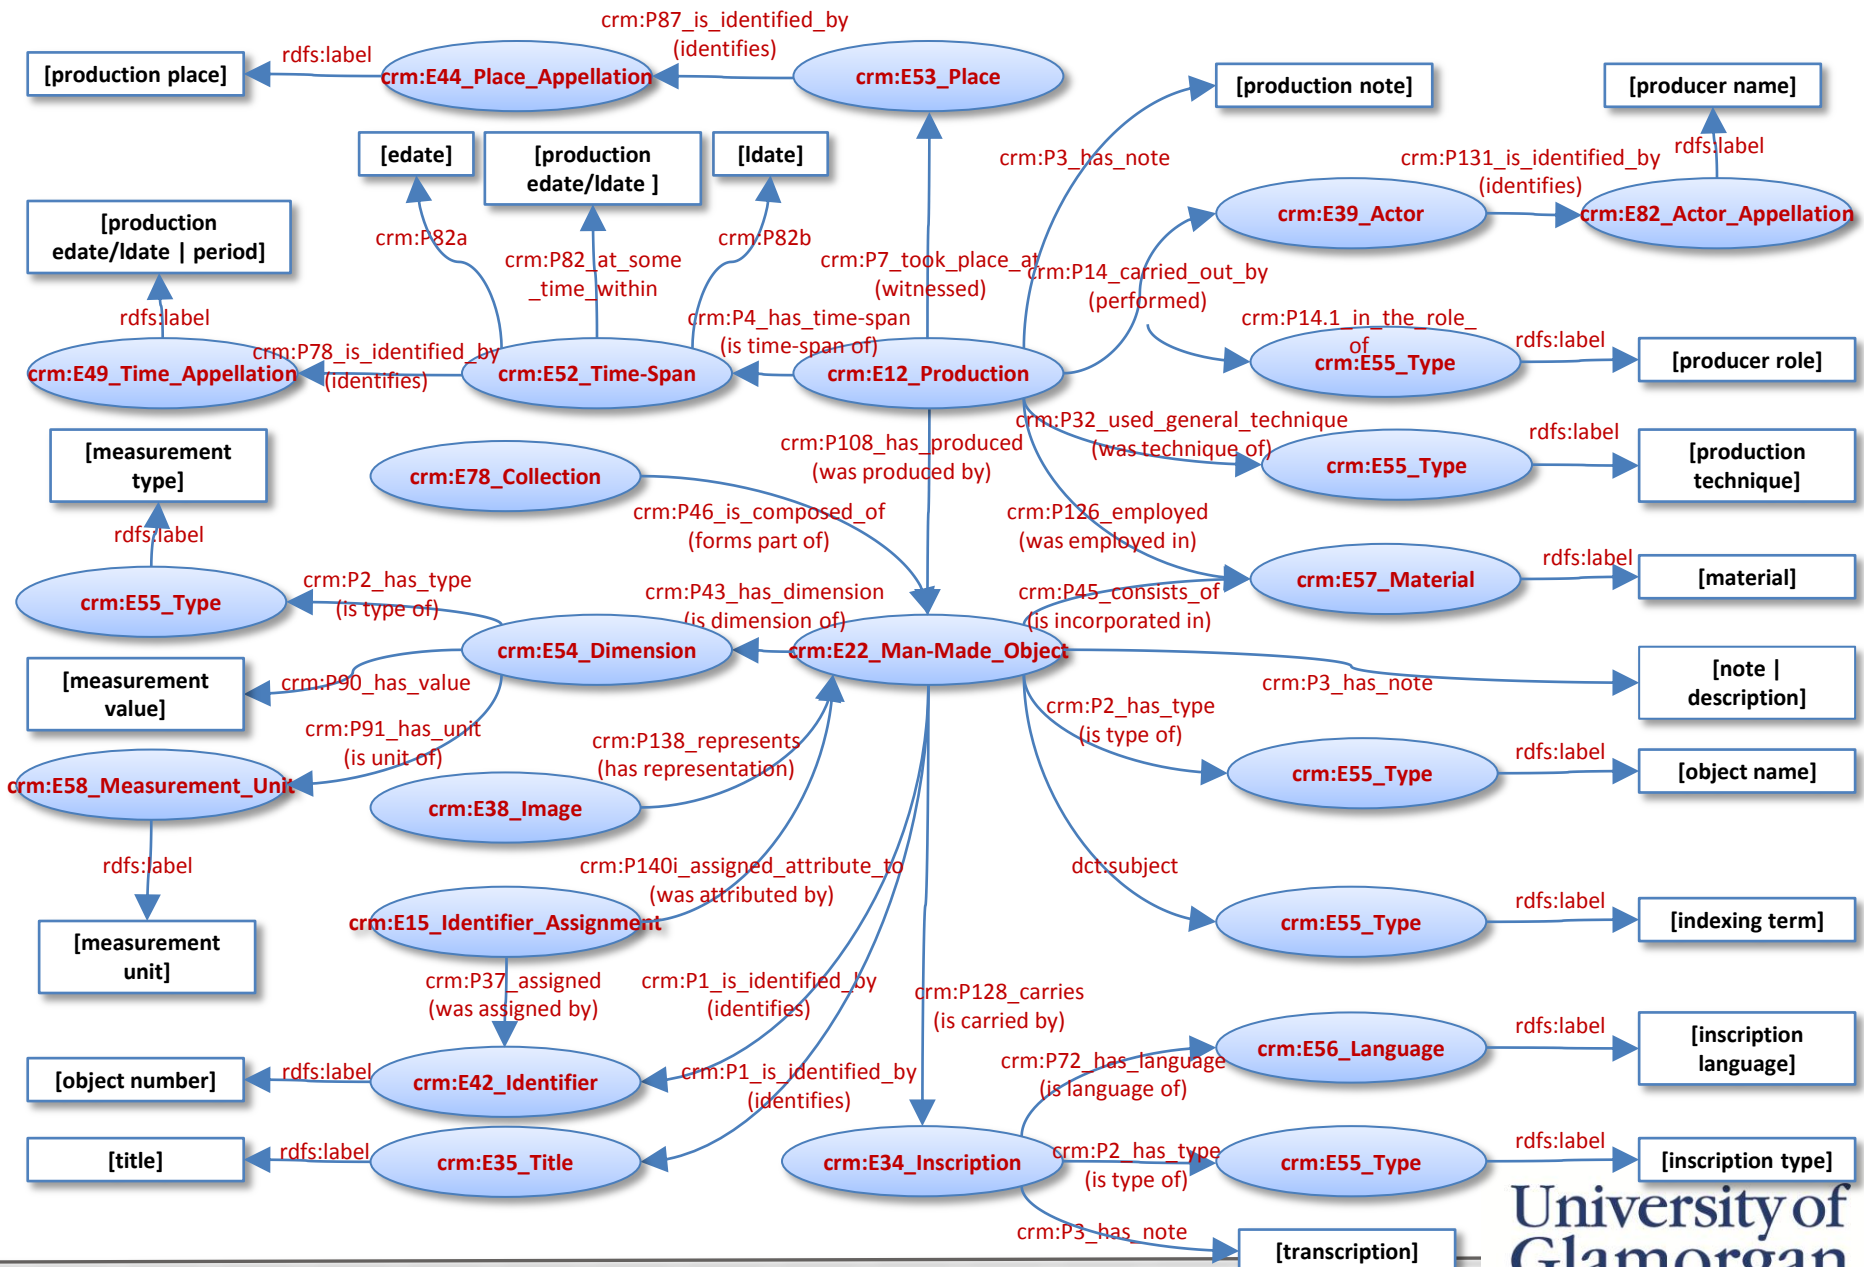 crm:P87_is_identified_by
(identifies)
rdfs:label
[production place]
crm:E44_Place_Appellation
crm:E53_Place
[production note]
[producer name]
[edate]
[production
edate/ldate ]
[ldate]
crm:P3_has_note
crm:P131_is_identified_by
(identifies)
rdfs:label
[production
edate/ldate | period]
crm:P82a
crm:P82_at_some
_time_within
crm:P82b
crm:P7_took_place_at
(witnessed)
crm:E39_Actor
crm:E82_Actor_Appellation
crm:P14_carried_out_by
(performed)
rdfs:label
crm:P4_has_time-span
(is time-span of)
crm:P14.1_in_the_role_
of
rdfs:label
crm:P78_is_identified_by
(identifies)
crm:E49_Time_Appellation
crm:E52_Time-Span
crm:E12_Production
crm:E55_Type
[producer role]
crm:P32_used_general_technique
(was technique of)
rdfs:label
[measurement
type]
crm:E78_Collection
crm:P108_has_produced
(was produced by)
crm:E55_Type
[production
technique]
crm:P46_is_composed_of
(forms part of)
crm:P126_employed
(was employed in)
rdfs:label
rdfs:label
crm:E55_Type
crm:P2_has_type
(is type of)
crm:P43_has_dimension
(is dimension of)
crm:P45_consists_of
(is incorporated in)
crm:E57_Material
[material]
crm:E54_Dimension
crm:E22_Man-Made_Object
[measurement
value]
crm:P90_has_value
crm:P3_has_note
[note |
description]
crm:P91_has_unit
(is unit of)
crm:P138_represents
(has representation)
crm:P2_has_type
(is type of)
rdfs:label
crm:E58_Measurement_Unit
crm:E38_Image
crm:E55_Type
[object name]
rdfs:label
crm:P140i_assigned_attribute_to
(was attributed by)
dct:subject
rdfs:label
crm:E15_Identifier_Assignment
crm:E55_Type
[indexing term]
[measurement
unit]
crm:P37_assigned
(was assigned by)
crm:P1_is_identified_by
(identifies)
crm:P128_carries
(is carried by)
rdfs:label
[object number]
rdfs:label
crm:E42_Identifier
crm:P1_is_identified_by
(identifies)
crm:P72_has_language
(is language of)
crm:E56_Language
[inscription
language]
[title]
rdfs:label
crm:E35_Title
crm:E34_Inscription
crm:P2_has_type
(is type of)
crm:E55_Type
rdfs:label
[inscription type]
crm:P3_has_note
[transcription]
University of
Glamorgan